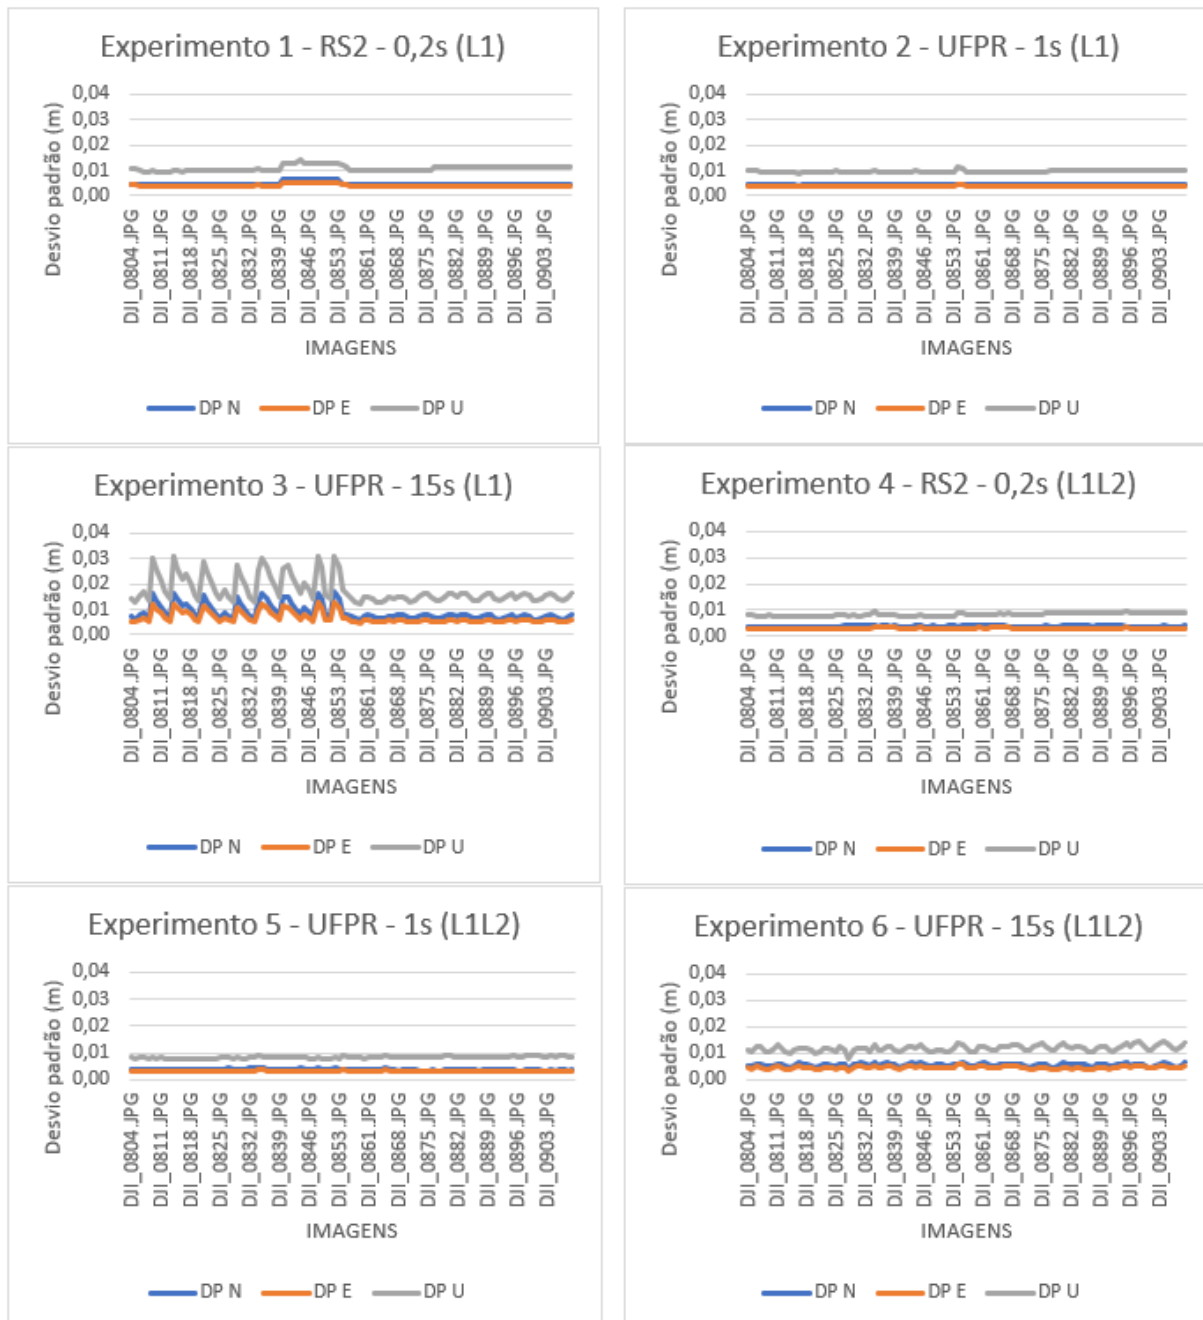 Experimento 1 - RS2 - 0,2s (L1)
Desvio padrão (m)
0,04
0,03
0,02
0,01
0,00
DJI_0804.JPG
DJI_0811.JPG
DJI_0818.JPG
DJI_0825.JPG
DJI_0832.JPG
DJI_0839.JPG
DJI_0846.JPG
DJI_0853.JPG
DJI_0861.JPG
DJI_0868.JPG
DJI_0875.JPG
DJI_0882.JPG
DJI_0889.JPG
DJI_0896.JPG
DJI_0903.JPG
IMAGENS
DP N DP E DP U
Experimento 2 - UFPR - 1s (L1)
Desvio padrão (m)
0,04
0,03
0,02
0,01
0,00
DJI_0804.JPG
DJI_0811.JPG
DJI_0818.JPG
DJI_0825.JPG
DJI_0832.JPG
DJI_0839.JPG
DJI_0846.JPG
DJI_0853.JPG
DJI_0861.JPG
DJI_0868.JPG
DJI_0875.JPG
DJI_0882.JPG
DJI_0889.JPG
DJI_0896.JPG
DJI_0903.JPG
IMAGENS
DP N DP E DP U
Experimento 3 - UFPR - 15s (L1)
Desvio padrão (m)
0,04
0,03
0,02
0,01
0,00
DJI_0804.JPG
DJI_0811.JPG
DJI_0818.JPG
DJI_0825.JPG
DJI_0832.JPG
DJI_0839.JPG
DJI_0846.JPG
DJI_0853.JPG
DJI_0861.JPG
DJI_0868.JPG
DJI_0875.JPG
DJI_0882.JPG
DJI_0889.JPG
DJI_0896.JPG
DJI_0903.JPG
IMAGENS
DP N DP E DP U
Experimento 4 - RS2 - 0,2s (L1L2)
Desvio padrão (m)
0,04
0,03
0,02
0,01
0,00
DJI_0804.JPG
DJI_0811.JPG
DJI_0818.JPG
DJI_0825.JPG
DJI_0832.JPG
DJI_0839.JPG
DJI_0846.JPG
DJI_0853.JPG
DJI_0861.JPG
DJI_0868.JPG
DJI_0875.JPG
DJI_0882.JPG
DJI_0889.JPG
DJI_0896.JPG
DJI_0903.JPG
IMAGENS
DP N DP E DP U
Experimento 5 - UFPR - 1s (L1L2)
Desvio padrão (m)
0,04
0,03
0,02
0,01
0,00
DJI_0804.JPG
DJI_0811.JPG
DJI_0818.JPG
DJI_0825.JPG
DJI_0832.JPG
DJI_0839.JPG
DJI_0846.JPG
DJI_0853.JPG
DJI_0861.JPG
DJI_0868.JPG
DJI_0875.JPG
DJI_0882.JPG
DJI_0889.JPG
DJI_0896.JPG
DJI_0903.JPG
IMAGENS
DP N DP E DP U
Experimento 6 - UFPR - 15s (L1L2)
Desvio padrão (m)
0,04
0,03
0,02
0,01
0,00
DJI_0804.JPG
DJI_0811.JPG
DJI_0818.JPG
DJI_0825.JPG
DJI_0832.JPG
DJI_0839.JPG
DJI_0846.JPG
DJI_0853.JPG
DJI_0861.JPG
DJI_0868.JPG
DJI_0875.JPG
DJI_0882.JPG
DJI_0889.JPG
DJI_0896.JPG
DJI_0903.JPG
IMAGENS
DP N DP E DP U